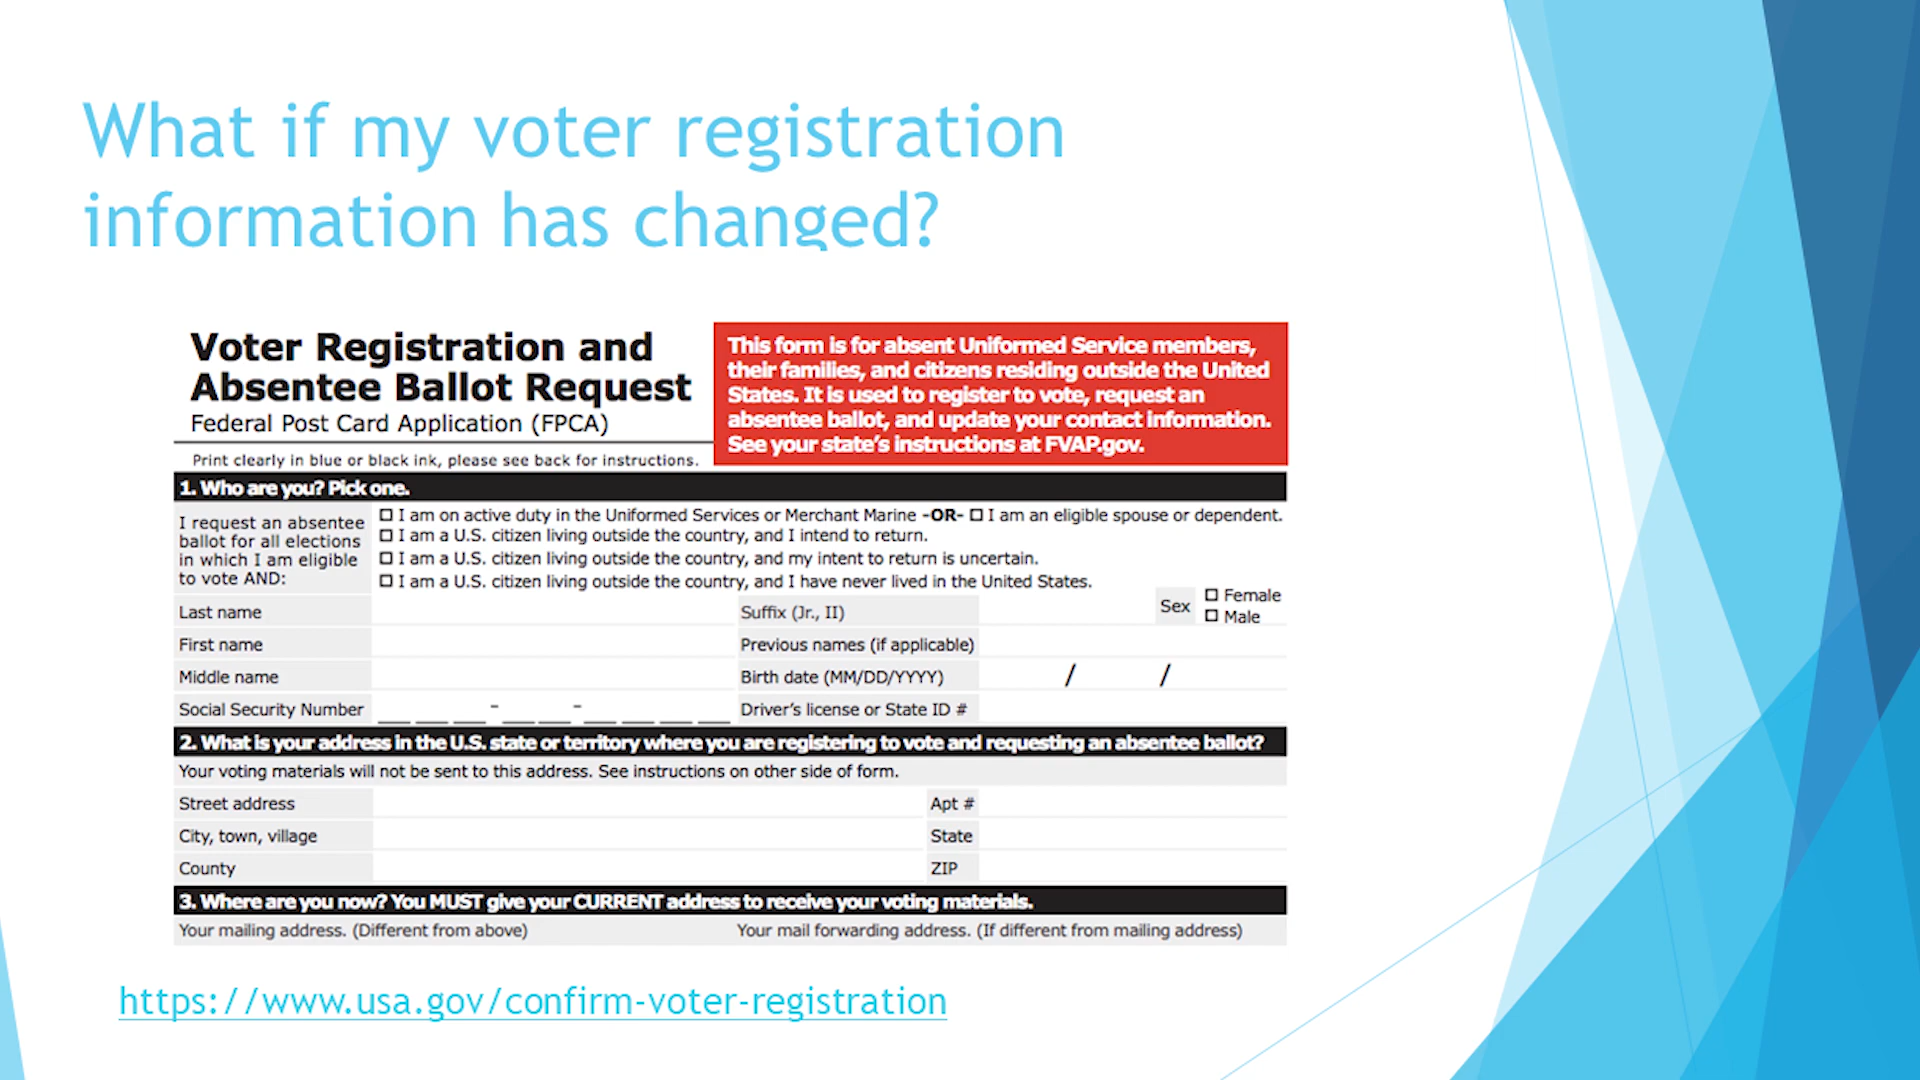 What if my voter registration
information has changed?
Voter Registration and
Absentee Ballot Request
Federal Post Card Application (FPCA)
Print clearly in blue or black ink, please see back for instructions.
This form is for absent Uniformed Service members,
their families, and citizens residing outside the United
States. It is used to register to vote, request an
absentee ballot, and update your contact information.
See your state's instructions at FVAP.gov.
1. Who are you? Pick one.
I request an absentee
ballot for all elections
in which I am eligible
to vote AND:
I am on active duty in the Uniformed Services or Merchant Marine -OR- I am an eligible spouse or dependent.
I am a U.S. citizen living outside the country, and I intend to return.
I am a U.S. citizen living outside the country, and my intent to return is uncertain.
I am a U.S. citizen living outside the country, and I have never lived in the United States.
Last name Suffix (Jr., II) Sex Female
Male
First name Previous names (if applicable)
Middle name Birth date (MM/DD/YYYY) / /
Social Security Number ___ - __ - ____ Driver's license or State ID #
2. What is your address in the U.S. state or territory where you are registering to vote and requesting an absentee ballot?
Your voting materials will not be sent to this address. See instructions on other side of form.
Street address Apt #
City, town, village State
County ZIP
3. Where are you now? You MUST give your CURRENT address to receive your voting materials.
Your mailing address. (Different from above) Your mail forwarding address. (If different from mailing address)
https://www.usa.gov/confirm-voter-registration